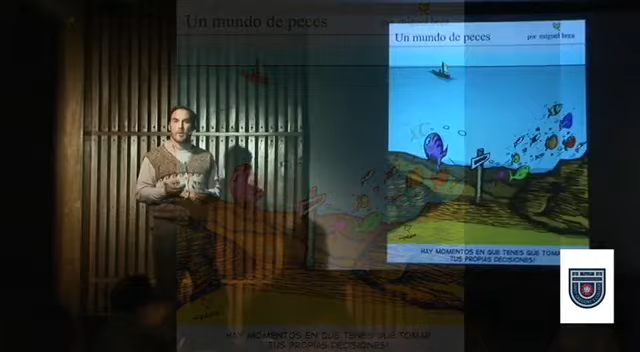 Un mundo de peces
Un mundo de peces
por miguel beza
HAY MOMENTOS EN QUE TENES QUE TOMAR
TUS PROPIAS DECISIONES!
HAY MOMENTOS EN QUE TENES QUE TOMAR
TUS PROPIAS DECISIONES!